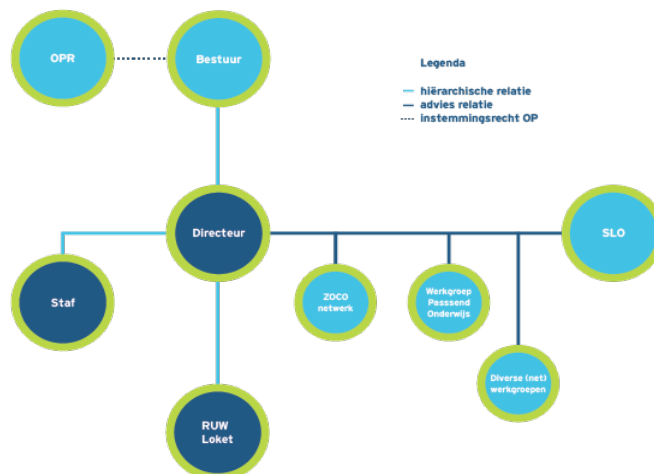 OPR
Bestuur
Legenda
hiërarchische relatie
advies relatie
instemmingsrecht OP
Directeur
SLO
Staf
ZOCO
netwerk
Werkgroep
Passsend
Onderwijs
Diverse (net)
werkgroepen
RUW
Loket